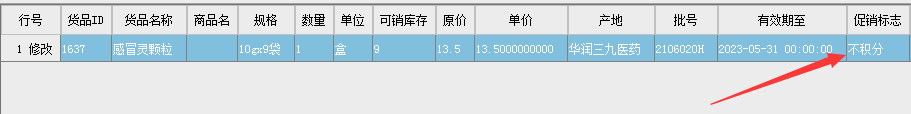 行号 货品ID 货品名称 商品名 规格 数量 单位 可销库存 原价 单价 产地 批号 有效期至 促销标志
1 修改 1637 感冒灵颗粒 10gx9袋 1 盒 9 13.5 13.5000000000 华润三九医药 2106020H 2023-05-31 00:00:00 不积分